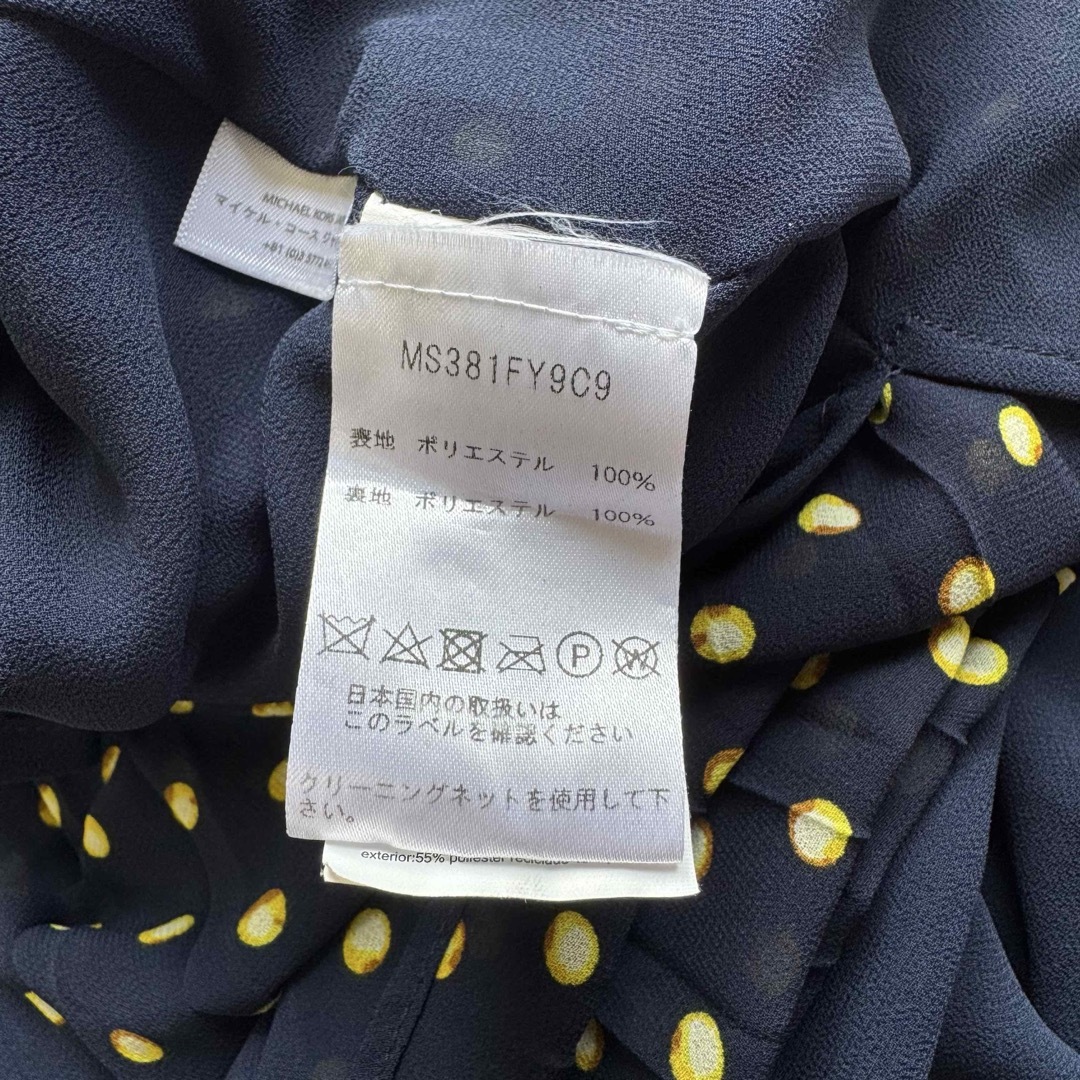 MICHAEL KORS
マイケル・コース
MS381FY9C9
表地 ポリエステル 100%
裏地 ポリエステル 100%
P W
日本国内の取扱いは
このラベルを確認ください
クリーニングネットを使用して下
さい。
exterior:55% poliéster reciclado